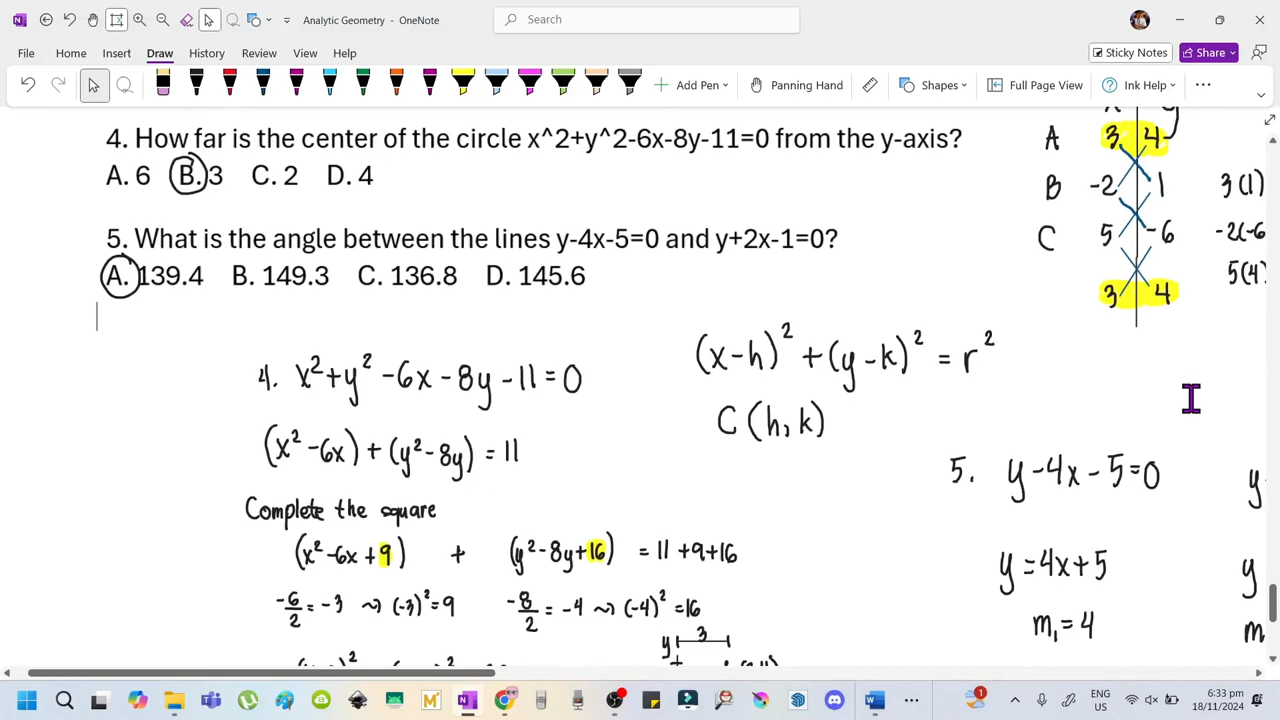 Analytic Geometry - OneNote
Search
File Home Insert Draw History Review View Help
Sticky Notes Share
Add Pen Panning Hand Shapes Full Page View Ink Help
4. How far is the center of the circle x^2+y^2-6x-8y-11=0 from the y-axis?
A. 6 B. 3 C. 2 D. 4
5. What is the angle between the lines y-4x-5=0 and y+2x-1=0?
A. 139.4 B. 149.3 C. 136.8 D. 145.6
A 3 4
B -2 1 3(1)
C 5 -6 -2(-6
3 4 5(4)
4. x² + y² - 6x - 8y - 11 = 0
(x² - 6x) + (y² - 8y) = 11
Complete the square
(x² - 6x + 9) + (y² - 8y + 16) = 11 + 9 + 16
-6/2 = -3 ~> (-3)² = 9 -8/2 = -4 ~> (-4)² = 16
y 3
(x-h)² + (y-k)² = r²
C (h, k)
5. y - 4x - 5 = 0 y
y = 4x + 5 y
m₁ = 4 m
ENG
US
3:33 pm
18/11/2024